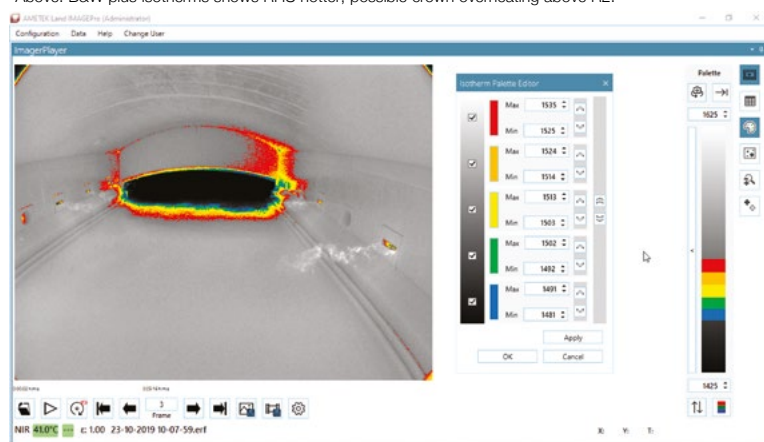 Above: B&W plus isotherms shows RHS hotter, possible crown overheating above RZ.
AMETEK Land IMAGEPro (Administrator)
Configuration Data Help Change User
ImagerPlayer
Isotherm Palette Editor
Max 1535
Min 1525
Max 1524
Min 1514
Max 1513
Min 1503
Max 1502
Min 1492
Max 1491
Min 1481
Apply
OK Cancel
Palette
1625
1425
3
Frame
NIR 41.0°C --- ε: 1.00 23-10-2019 10-07-59.erf
X: Y: T: